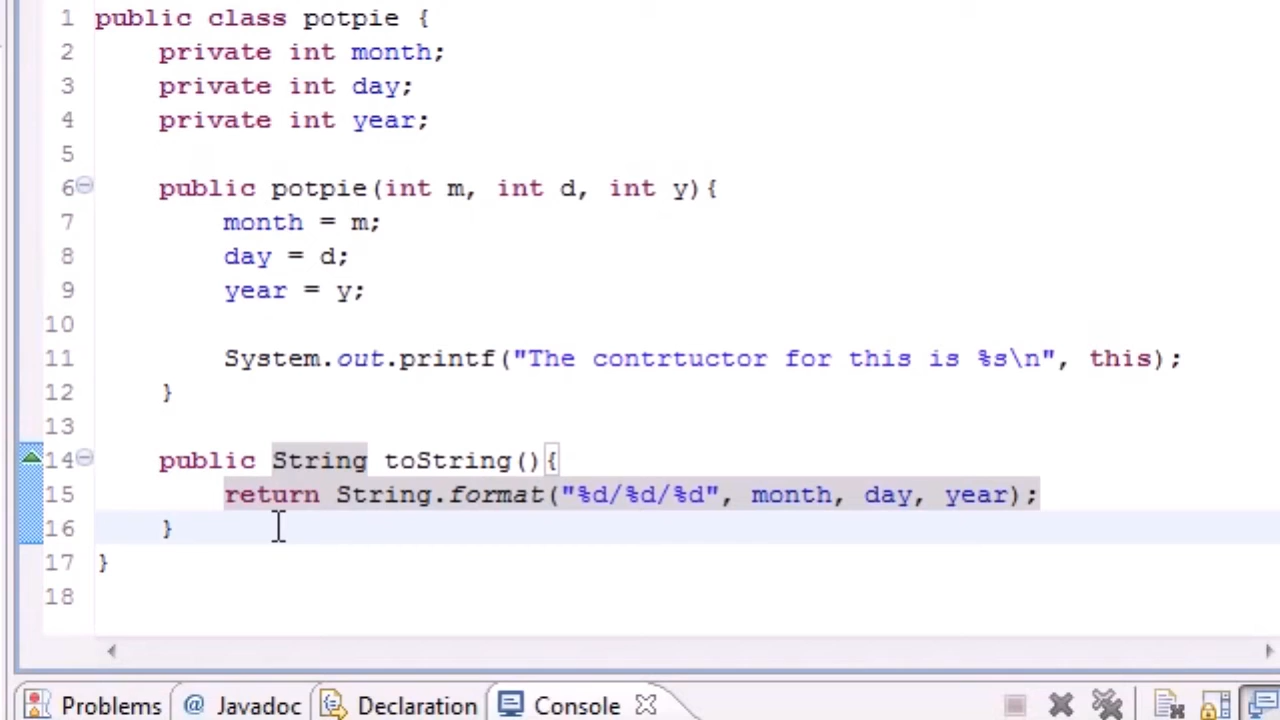 1 public class potpie {
2 private int month;
3 private int day;
4 private int year;
5
6 public potpie(int m, int d, int y){
7 month = m;
8 day = d;
9 year = y;
10
11 System.out.printf("The contrtuctor for this is %s\n", this);
12 }
13
14 public String toString(){
15 return String.format("%d/%d/%d", month, day, year);
16 }
17 }
18
Problems @ Javadoc Declaration Console